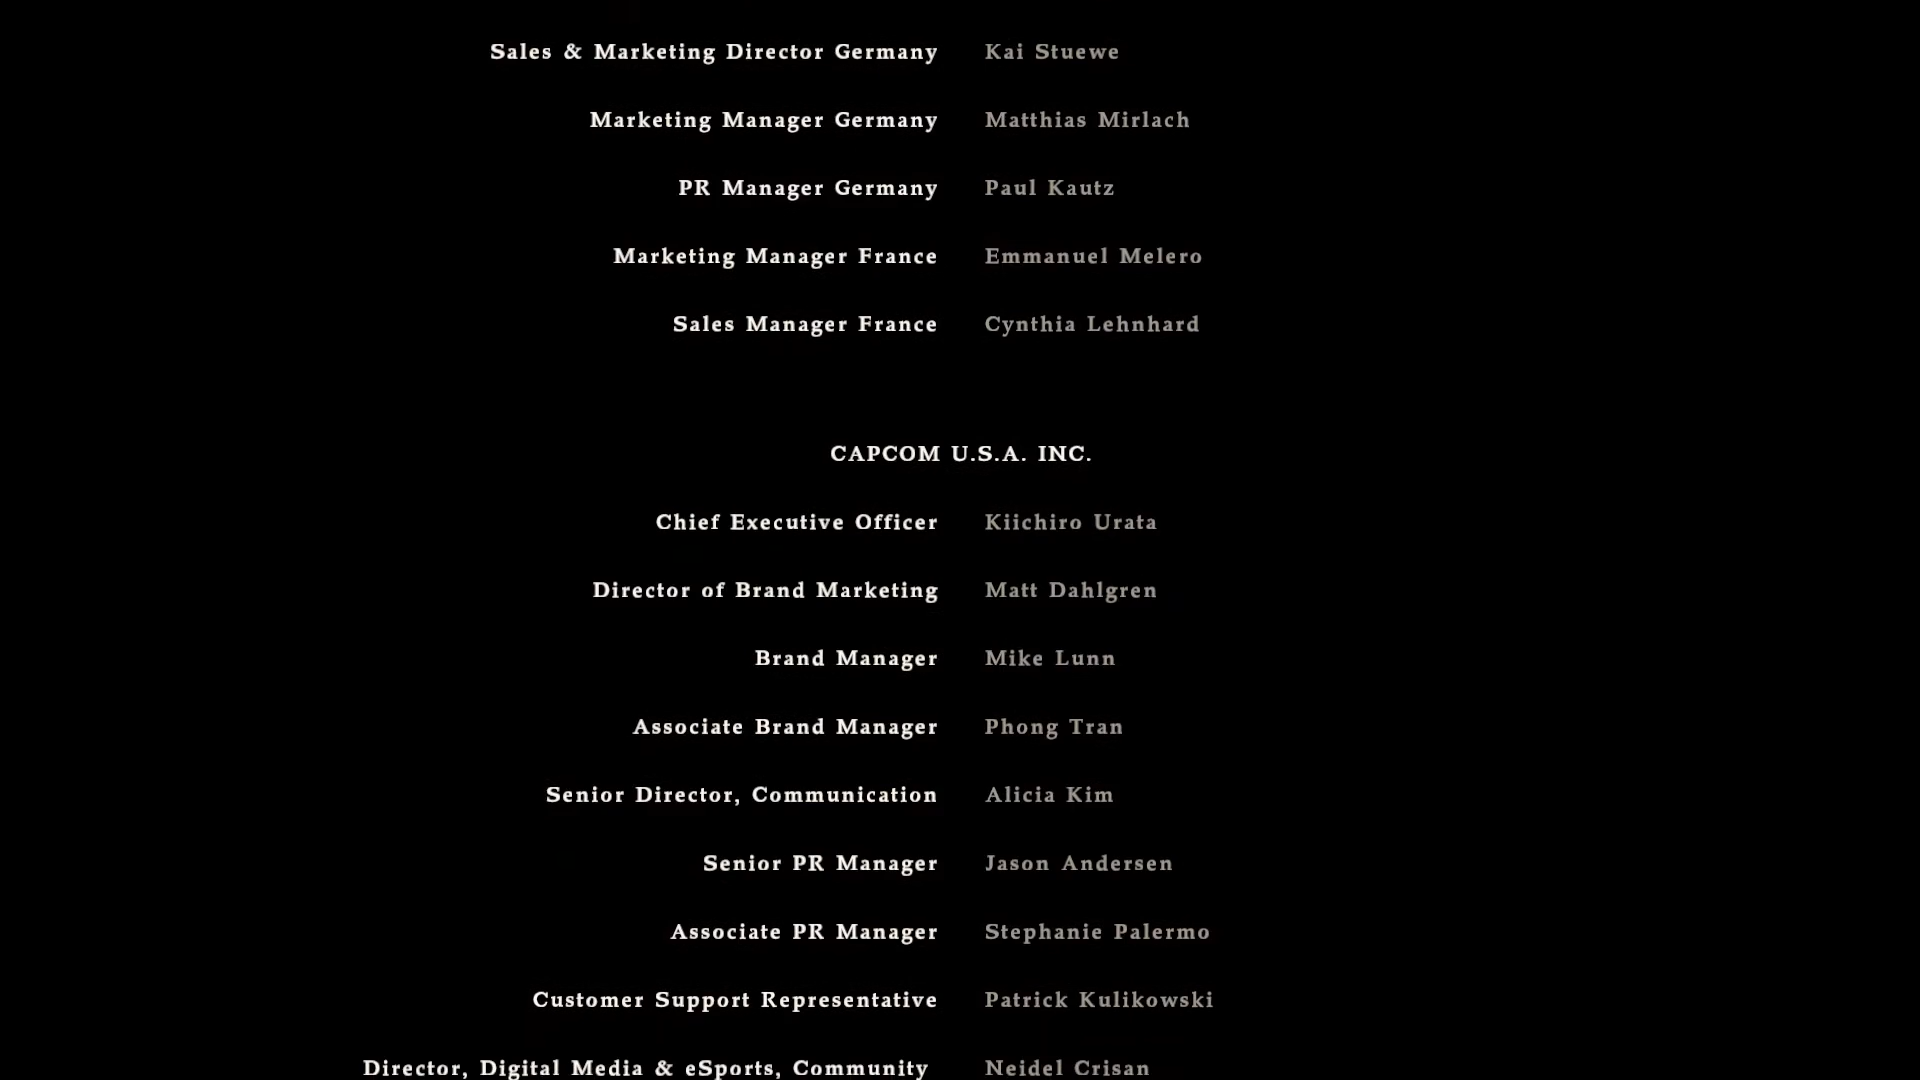 Sales & Marketing Director Germany Kai Stuewe
Marketing Manager Germany Matthias Mirlach
PR Manager Germany Paul Kautz
Marketing Manager France Emmanuel Melero
Sales Manager France Cynthia Lehnhard
CAPCOM U.S.A. INC.
Chief Executive Officer Kiichiro Urata
Director of Brand Marketing Matt Dahlgren
Brand Manager Mike Lunn
Associate Brand Manager Phong Tran
Senior Director, Communication Alicia Kim
Senior PR Manager Jason Andersen
Associate PR Manager Stephanie Palermo
Customer Support Representative Patrick Kulikowski
Director, Digital Media & eSports, Community Neidel Crisan